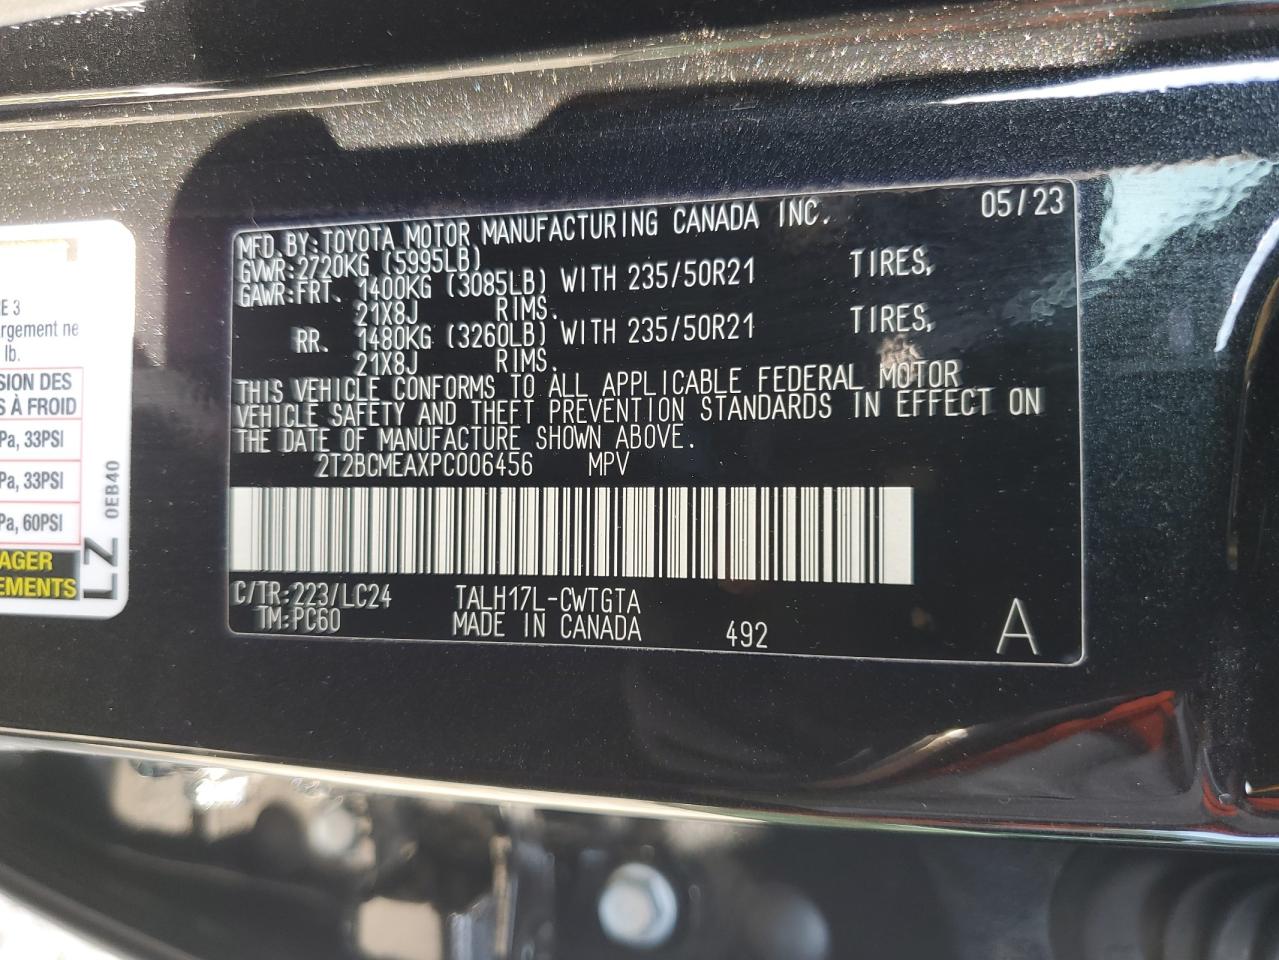 MFD.BY:TOYOTA MOTOR MANUFACTURING CANADA INC. 05/23
GVWR:2720KG (5995LB)
GAWR:FRT. 1400KG (3085LB) WITH 235/50R21 TIRES,
21X8J RIMS.
RR. 1480KG (3260LB) WITH 235/50R21 TIRES,
21X8J RIMS.
THIS VEHICLE CONFORMS TO ALL APPLICABLE FEDERAL MOTOR
VEHICLE SAFETY AND THEFT PREVENTION STANDARDS IN EFFECT ON
THE DATE OF MANUFACTURE SHOWN ABOVE.
2T2BCMEAXPC006456 MPV
C/TR:223/LC24 TALH17L-CWTGTA
TM:PC60 MADE IN CANADA 492 A
RE 3
argement ne
lb.
SION DES
S À FROID
Pa, 33PSI
Pa, 33PSI
Pa, 60PSI
AGER
EMENTS
0EB40
LZ